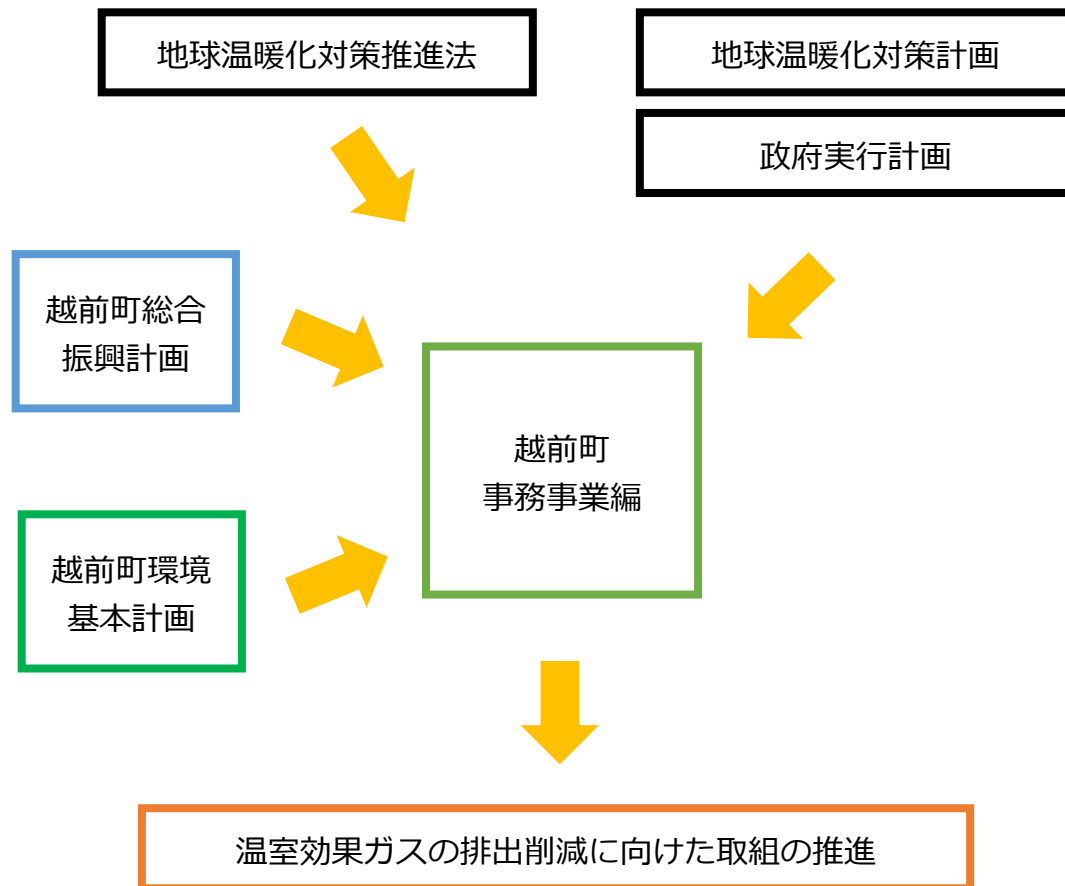 地球温暖化対策推進法
地球温暖化対策計画
政府実行計画
越前町総合
振興計画
越前町
事務事業編
越前町環境
基本計画
温室効果ガスの排出削減に向けた取組の推進